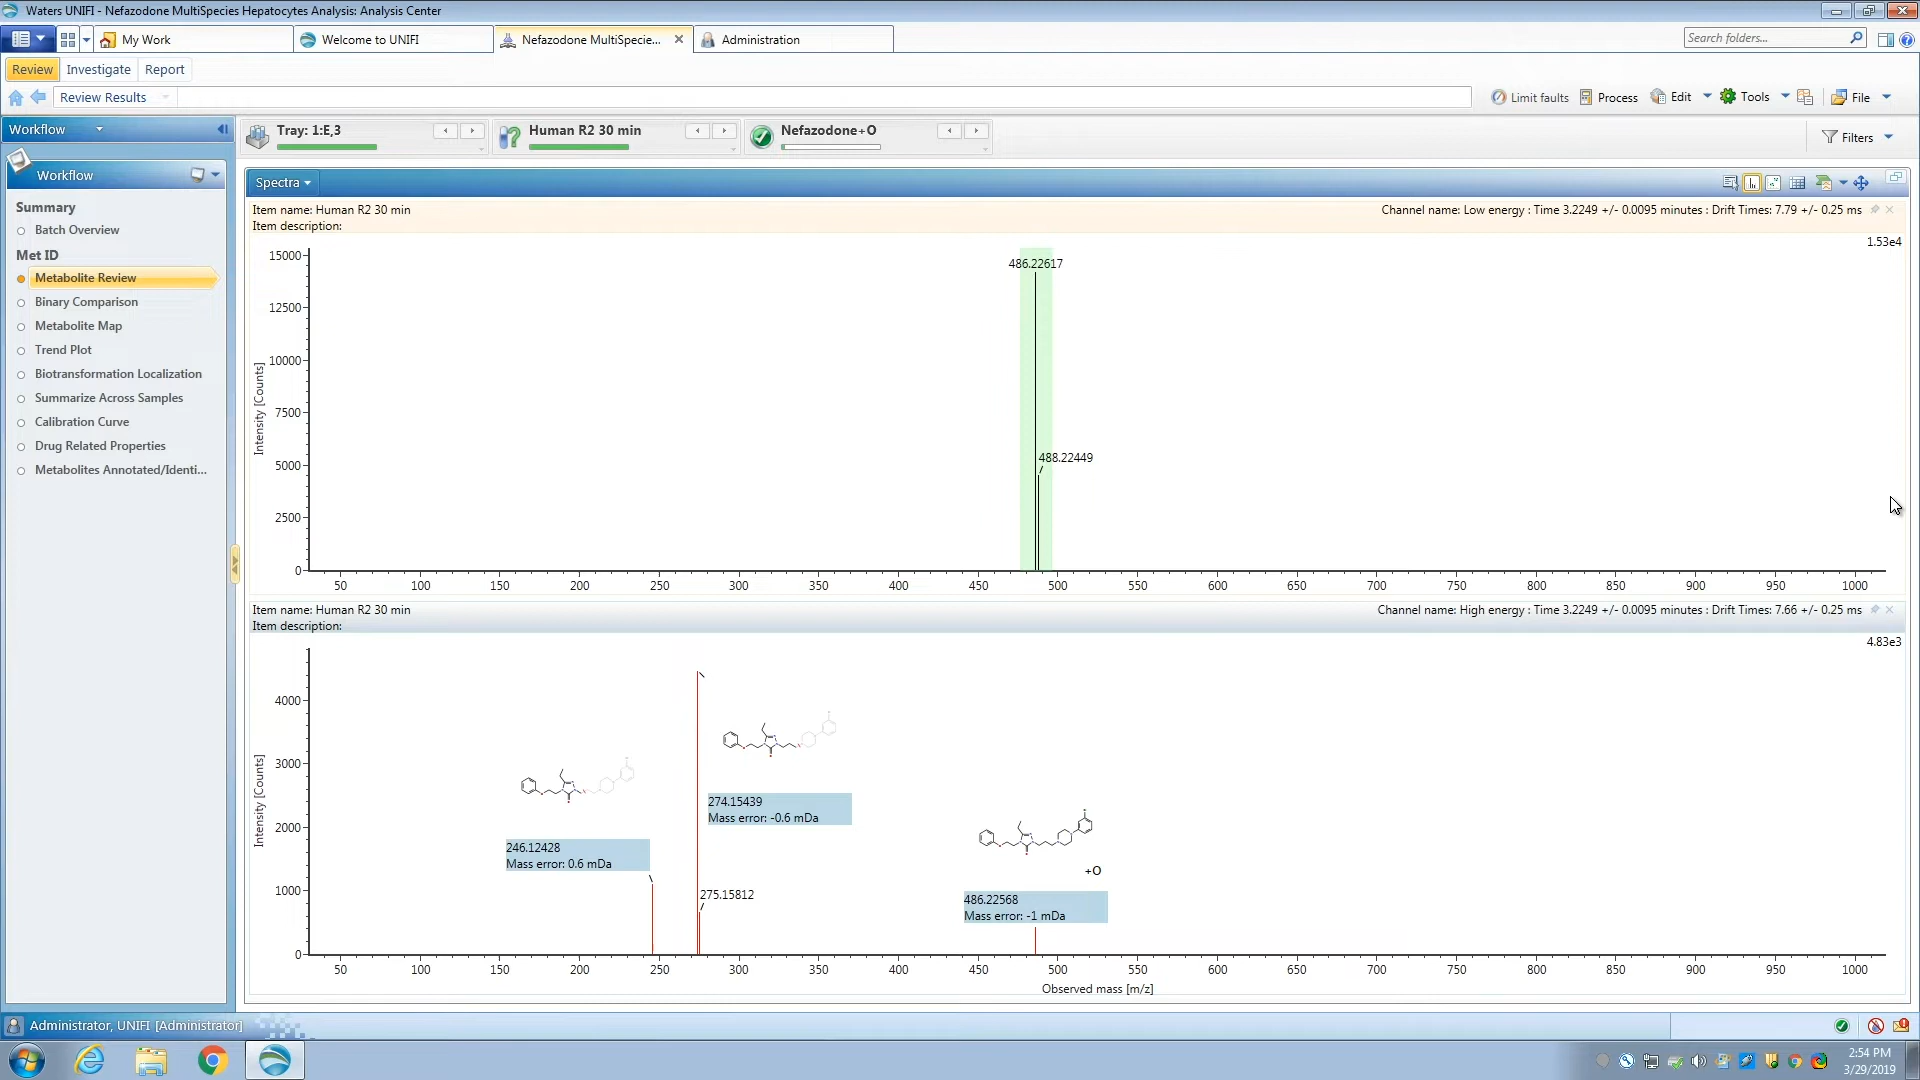 Waters UNIFI - Nefazodone MultiSpecies Hepatocytes Analysis: Analysis Center
My Work
Welcome to UNIFI
Nefazodone MultiSpecie...
Administration
Search folders...
Review
Investigate
Report
Review Results
Limit faults
Process
Edit
Tools
File
Workflow
Tray: 1:E,3
Human R2 30 min
Nefazodone+O
Filters
Workflow
Summary
Batch Overview
Met ID
Metabolite Review
Binary Comparison
Metabolite Map
Trend Plot
Biotransformation Localization
Summarize Across Samples
Calibration Curve
Drug Related Properties
Metabolites Annotated/Identi...
Spectra
Item name: Human R2 30 min
Channel name: Low energy : Time 3.2249 +/- 0.0095 minutes : Drift Times: 7.79 +/- 0.25 ms
Item description:
1.53e4
15000
12500
10000
7500
5000
2500
0
Intensity [Counts]
486.22617
488.22449
50 100 150 200 250 300 350 400 450 500 550 600 650 700 750 800 850 900 950 1000
Item name: Human R2 30 min
Channel name: High energy : Time 3.2249 +/- 0.0095 minutes : Drift Times: 7.66 +/- 0.25 ms
Item description:
4.83e3
4000
3000
2000
1000
0
Intensity [Counts]
274.15439
Mass error: -0.6 mDa
246.12428
Mass error: 0.6 mDa
275.15812
+O
486.22568
Mass error: -1 mDa
50 100 150 200 250 300 350 400 450 500 550 600 650 700 750 800 850 900 950 1000
Observed mass [m/z]
Administrator, UNIFI [Administrator]
2:54 PM
3/29/2019